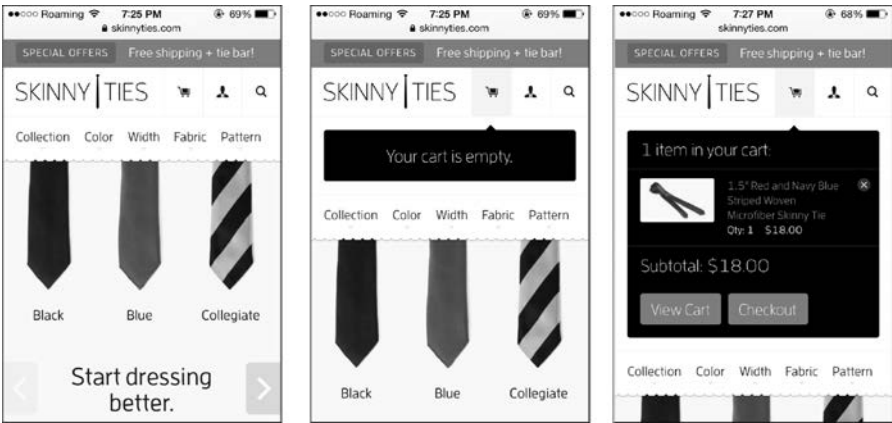 Roaming 7:25 PM 69%
skinnyties.com
SPECIAL OFFERS Free shipping + tie bar!
SKINNY TIES
Collection Color Width Fabric Pattern
Black Blue Collegiate
Start dressing
better.
Roaming 7:25 PM 69%
skinnyties.com
SPECIAL OFFERS Free shipping + tie bar!
SKINNY TIES
Your cart is empty.
Collection Color Width Fabric Pattern
Black Blue Collegiate
Roaming 7:27 PM 68%
skinnyties.com
SPECIAL OFFERS Free shipping + tie bar!
SKINNY TIES
1 item in your cart:
1.5" Red and Navy Blue
Striped Woven
Microfiber Skinny Tie
Qty: 1 $18.00
Subtotal: $18.00
View Cart Checkout
Collection Color Width Fabric Pattern